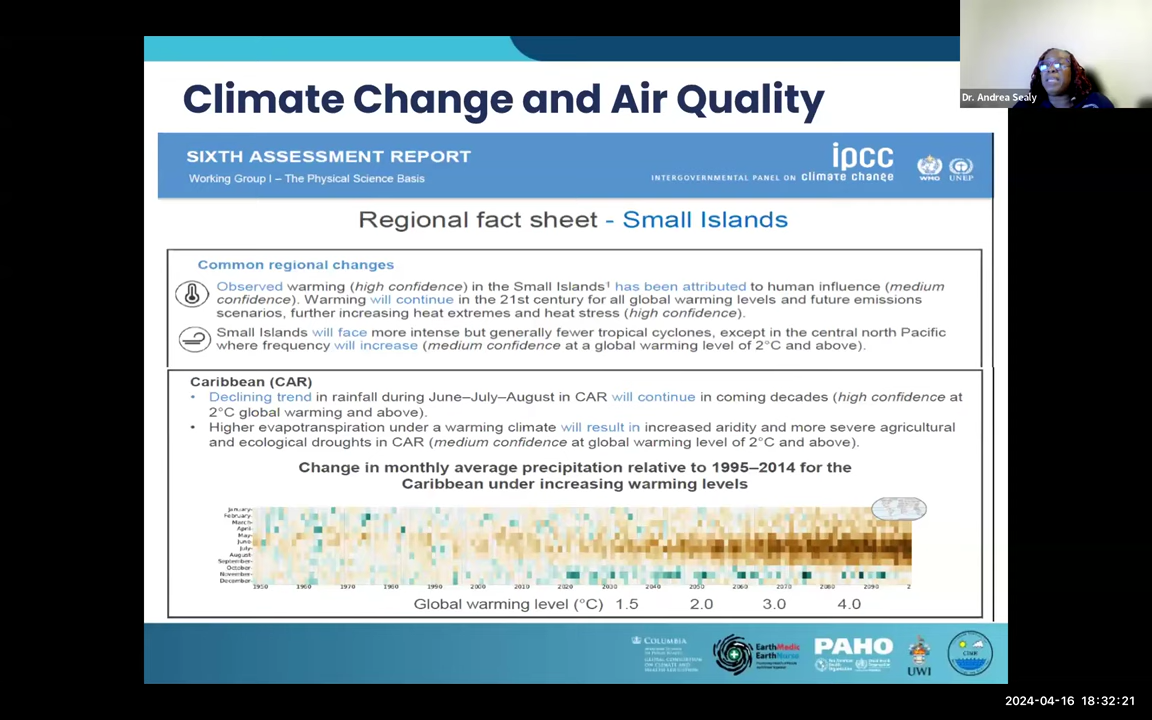 Climate Change and Air Quality
Dr. Andrea Sealy
SIXTH ASSESSMENT REPORT
Working Group I – The Physical Science Basis
ipcc
INTERGOVERNMENTAL PANEL ON climate change
WMO
UNEP
Regional fact sheet - Small Islands
Common regional changes
Observed warming (high confidence) in the Small Islands¹ has been attributed to human influence (medium
confidence). Warming will continue in the 21st century for all global warming levels and future emissions
scenarios, further increasing heat extremes and heat stress (high confidence).
Small Islands will face more intense but generally fewer tropical cyclones, except in the central north Pacific
where frequency will increase (medium confidence at a global warming level of 2°C and above).
Caribbean (CAR)
• Declining trend in rainfall during June–July–August in CAR will continue in coming decades (high confidence at
2°C global warming and above).
• Higher evapotranspiration under a warming climate will result in increased aridity and more severe agricultural
and ecological droughts in CAR (medium confidence at global warming level of 2°C and above).
Change in monthly average precipitation relative to 1995–2014 for the
Caribbean under increasing warming levels
January
February
March
April
May
June
July
August
September
October
November
December
1950 1960 1970 1980 1990 2000 2010 2020 2030 2040 2050 2060 2070 2080 2090 2
Global warming level (°C) 1.5 2.0 3.0 4.0
COLUMBIA
EarthMedic
EarthNurse
PAHO
UWI
CIMH
2024-04-16 18:32:21